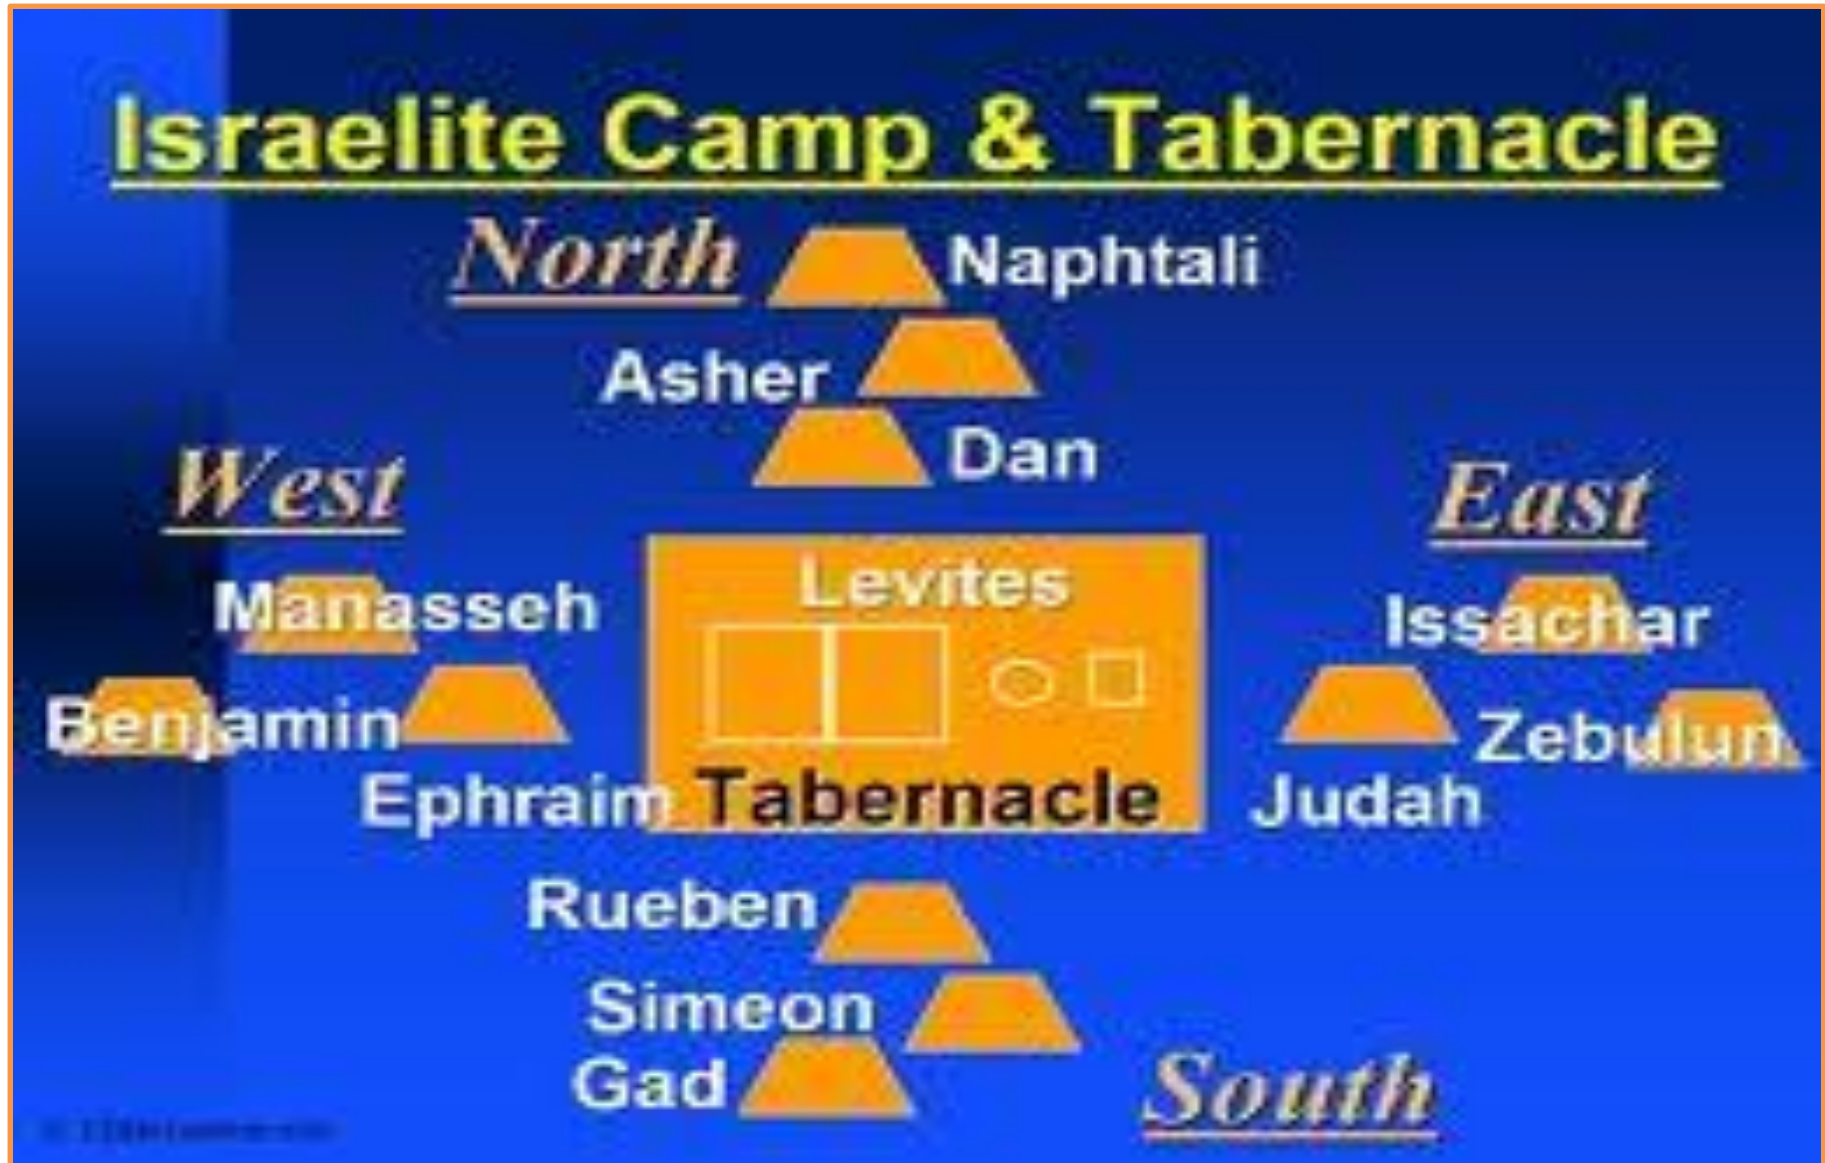 Israelite Camp & Tabernacle
North
Naphtali
Asher
Dan
West
East
Manasseh
Levites
Issachar
Benjamin
Zebulun
Ephraim
Tabernacle
Judah
Rueben
Simeon
Gad
South